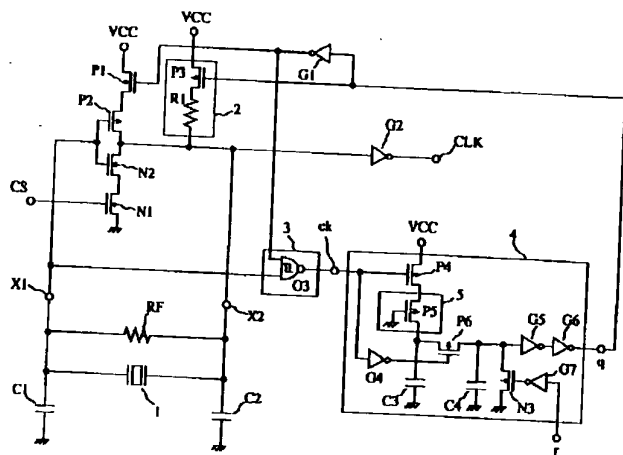 VCC
VCC
P1
P3
G1
P2
R1
2
G2
CLK
N2
CS
N1
3
ck
VCC
4
P4
X1
G3
5
P5
RF
X2
P6
G5
G6
G4
G7
q
C1
1
C2
C3
C4
N3
r